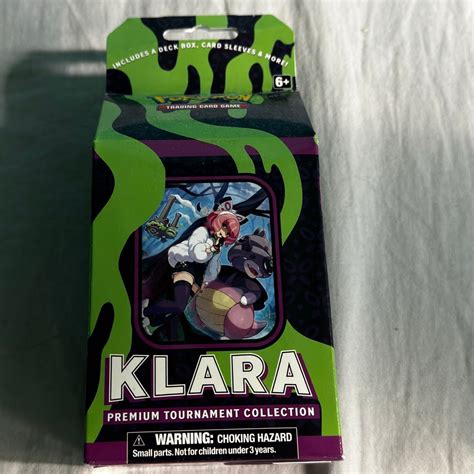 INCLUDES A DECK BOX, CARD SLEEVES & MORE!
6+
POKÉMON
TRADING CARD GAME
KLARA
PREMIUM TOURNAMENT COLLECTION
WARNING: CHOKING HAZARD
Small parts. Not for children under 3 years.